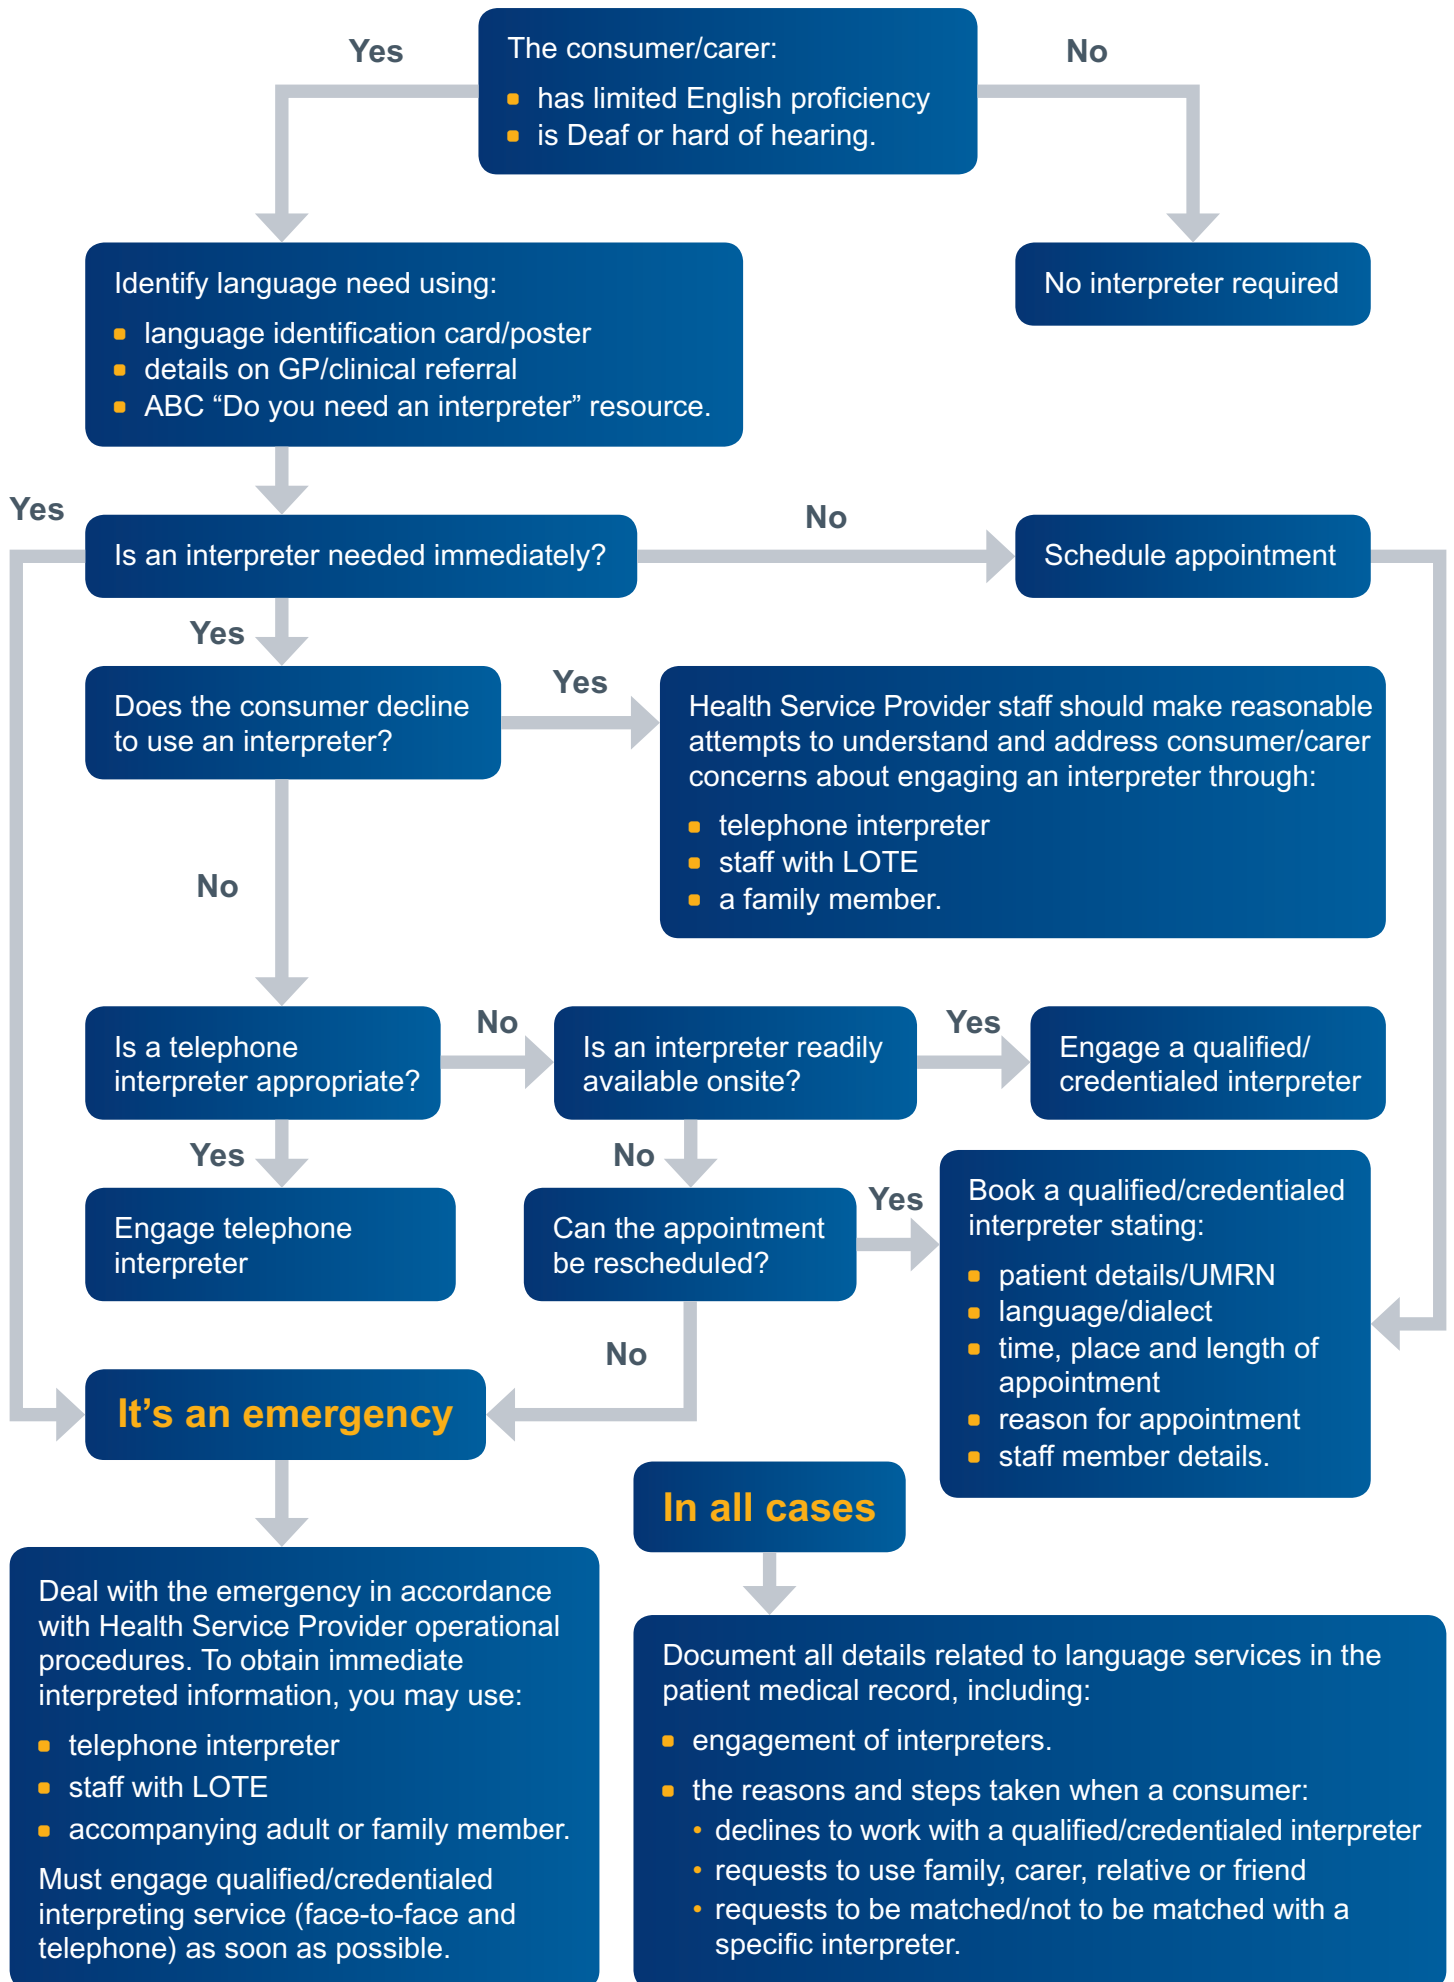 The consumer/carer:
has limited English proficiency
is Deaf or hard of hearing.
Yes
No
Identify language need using:
language identification card/poster
details on GP/clinical referral
ABC “Do you need an interpreter” resource.
No interpreter required
Yes
Is an interpreter needed immediately?
No
Schedule appointment
Yes
Does the consumer decline
to use an interpreter?
Yes
Health Service Provider staff should make reasonable
attempts to understand and address consumer/carer
concerns about engaging an interpreter through:
telephone interpreter
staff with LOTE
a family member.
No
Is a telephone
interpreter appropriate?
No
Is an interpreter readily
available onsite?
Yes
Engage a qualified/
credentialed interpreter
Yes
Engage telephone
interpreter
No
Can the appointment
be rescheduled?
Yes
Book a qualified/credentialed
interpreter stating:
patient details/UMRN
language/dialect
time, place and length of
appointment
reason for appointment
staff member details.
No
It’s an emergency
Deal with the emergency in accordance
with Health Service Provider operational
procedures. To obtain immediate
interpreted information, you may use:
telephone interpreter
staff with LOTE
accompanying adult or family member.
Must engage qualified/credentialed
interpreting service (face-to-face and
telephone) as soon as possible.
In all cases
Document all details related to language services in the
patient medical record, including:
engagement of interpreters.
the reasons and steps taken when a consumer:
declines to work with a qualified/credentialed interpreter
requests to use family, carer, relative or friend
requests to be matched/not to be matched with a
specific interpreter.